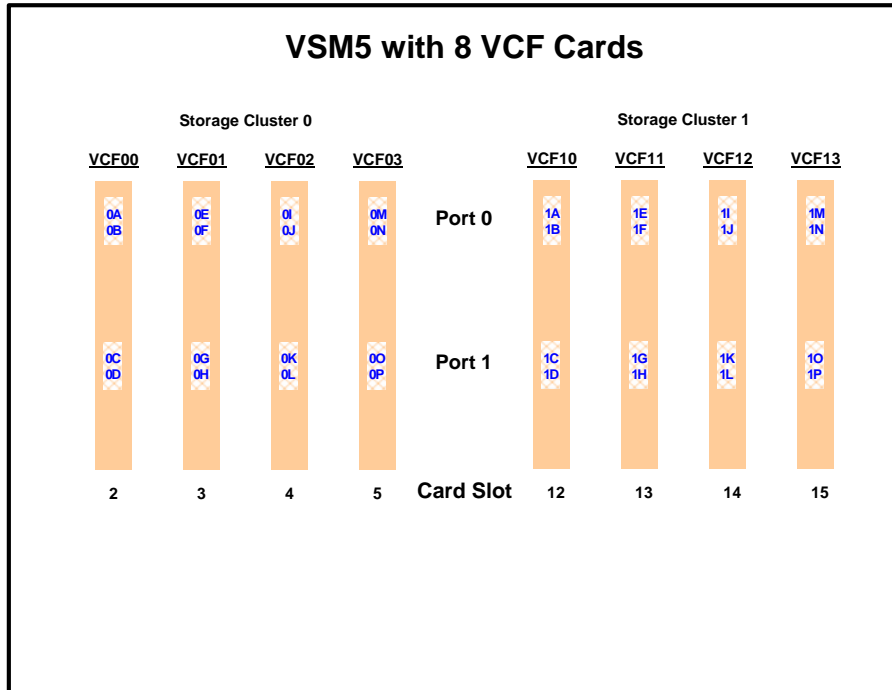 VSM5 with 8 VCF Cards
Storage Cluster 0 Storage Cluster 1
VCF00 VCF01 VCF02 VCF03 VCF10 VCF11 VCF12 VCF13
0A 0E 0I 0M Port 0 1A 1E 1I 1M
0B 0F 0J 0N 1B 1F 1J 1N
0C 0G 0K 0O Port 1 1C 1G 1K 1O
0D 0H 0L 0P 1D 1H 1L 1P
2 3 4 5 Card Slot 12 13 14 15